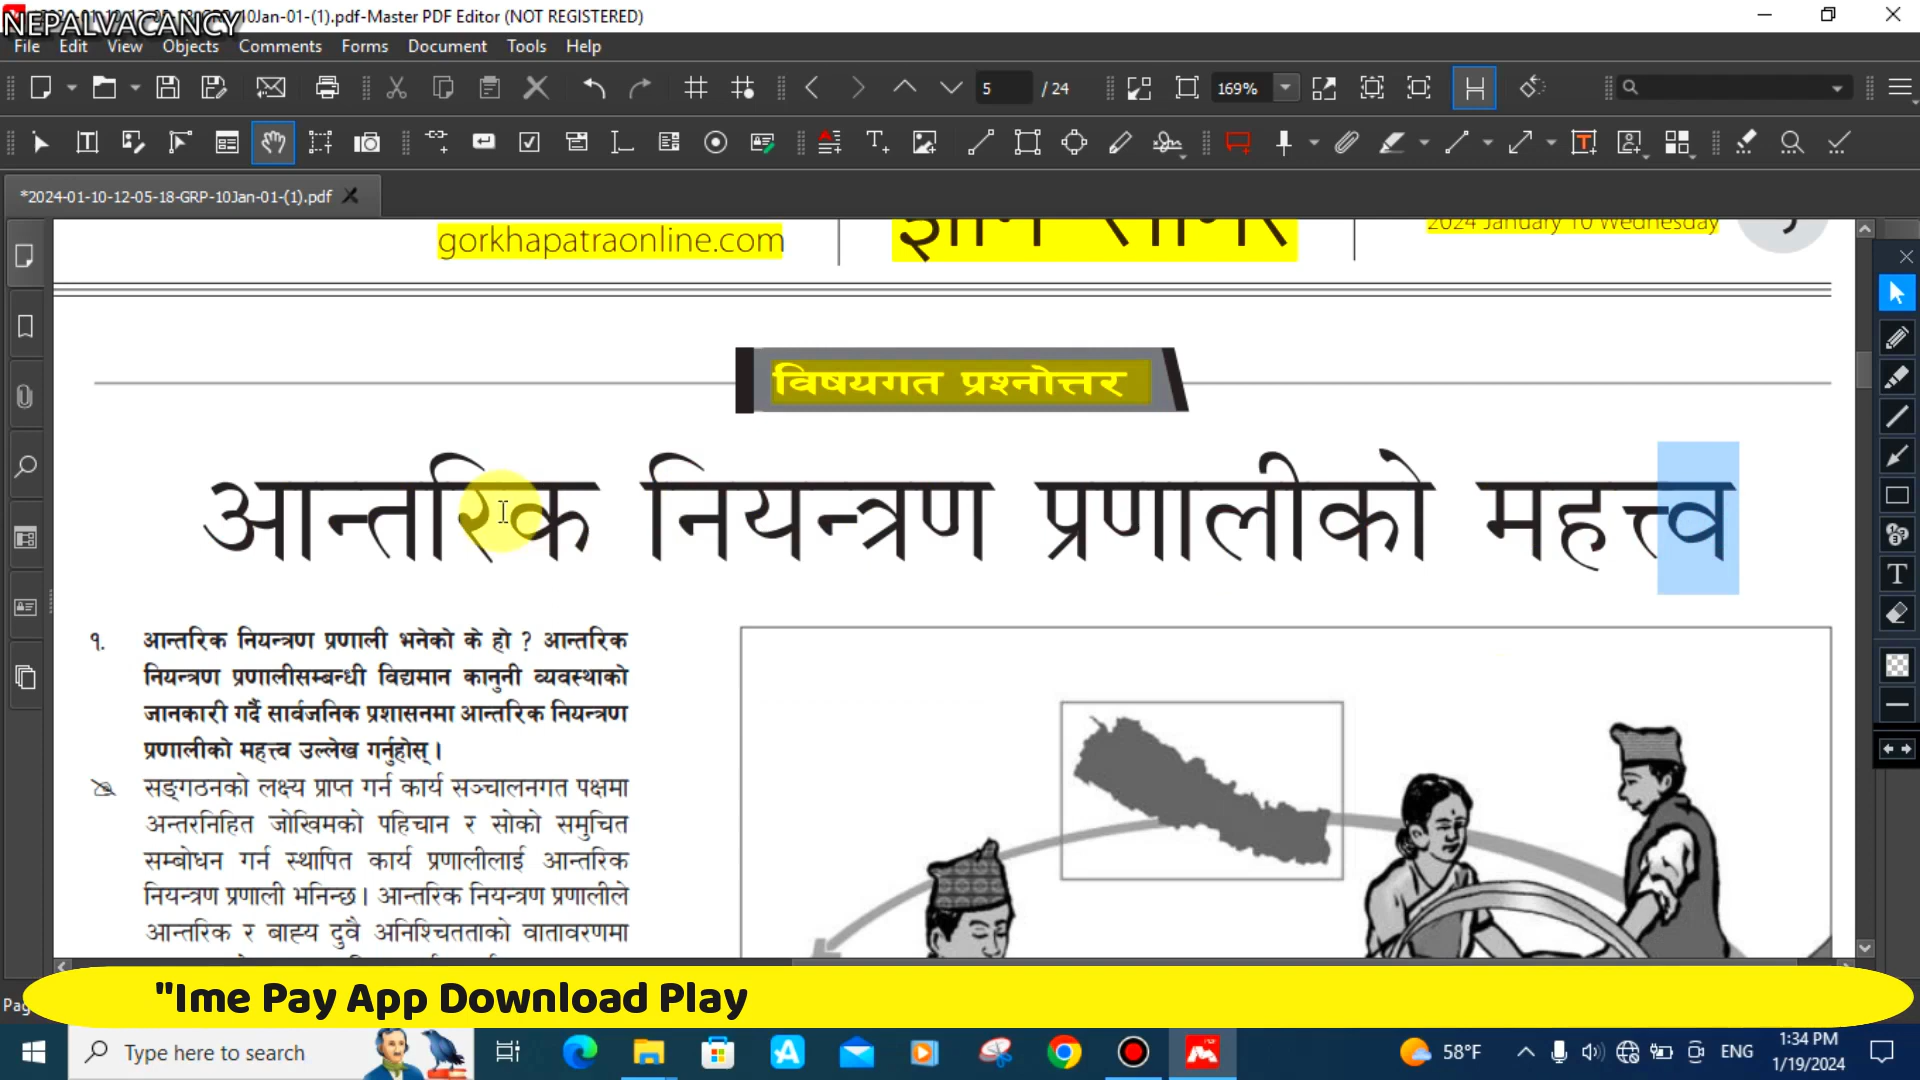 NEPALVACANCY
10Jan-01-(1).pdf-Master PDF Editor (NOT REGISTERED)
File Edit View Objects Comments Forms Document Tools Help
5 / 24 169%
*2024-01-10-12-05-18-GRP-10Jan-01-(1).pdf
gorkhapatraonline.com
ज्ञान सागर
2024 January 10 Wednesday
विषयगत प्रश्नोत्तर
आन्तरिक नियन्त्रण प्रणालीको महत्त्व
१. आन्तरिक नियन्त्रण प्रणाली भनेको के हो ? आन्तरिक
नियन्त्रण प्रणालीसम्बन्धी विद्यमान कानुनी व्यवस्थाको
जानकारी गर्दै सार्वजनिक प्रशासनमा आन्तरिक नियन्त्रण
प्रणालीको महत्त्व उल्लेख गर्नुहोस् ।
सङ्गठनको लक्ष्य प्राप्त गर्न कार्य सञ्चालनगत पक्षमा
अन्तरनिहित जोखिमको पहिचान र सोको समुचित
सम्बोधन गर्न स्थापित कार्य प्रणालीलाई आन्तरिक
नियन्त्रण प्रणाली भनिन्छ । आन्तरिक नियन्त्रण प्रणालीले
आन्तरिक र बाह्य दुवै अनिश्चितताको वातावरणमा
"Ime Pay App Download Play
Type here to search
58°F
ENG
1:34 PM
1/19/2024